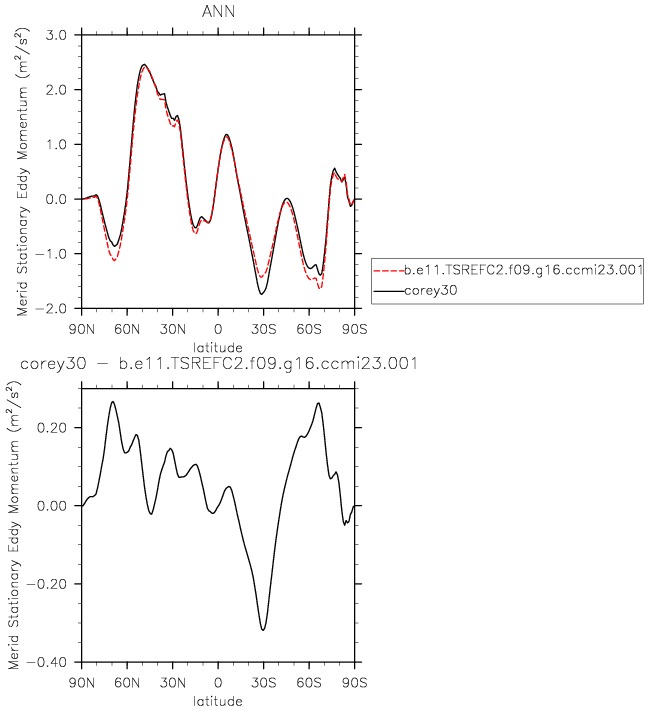 ANN
Merid Stationary Eddy Momentum (m²/s²)
3.0
2.0
1.0
0.0
−1.0
−2.0
90N 60N 30N 0 30S 60S 90S
latitude
b.e11.TSREFC2.f09.g16.ccmi23.001
corey30
corey30 − b.e11.TSREFC2.f09.g16.ccmi23.001
Merid Stationary Eddy Momentum (m²/s²)
0.20
0.00
−0.20
−0.40
90N 60N 30N 0 30S 60S 90S
latitude